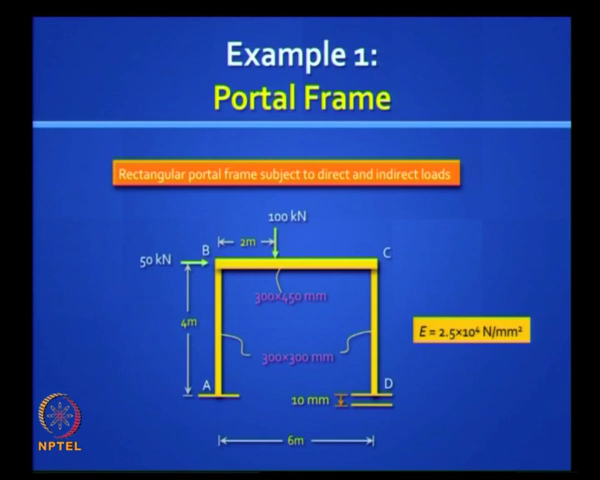 Example 1:
Portal Frame
Rectangular portal frame subject to direct and indirect loads
100 kN
B
2m
C
50 kN
300×450 mm
4m
E = 2.5×10⁴ N/mm²
300×300 mm
A
D
10 mm
6m
NPTEL